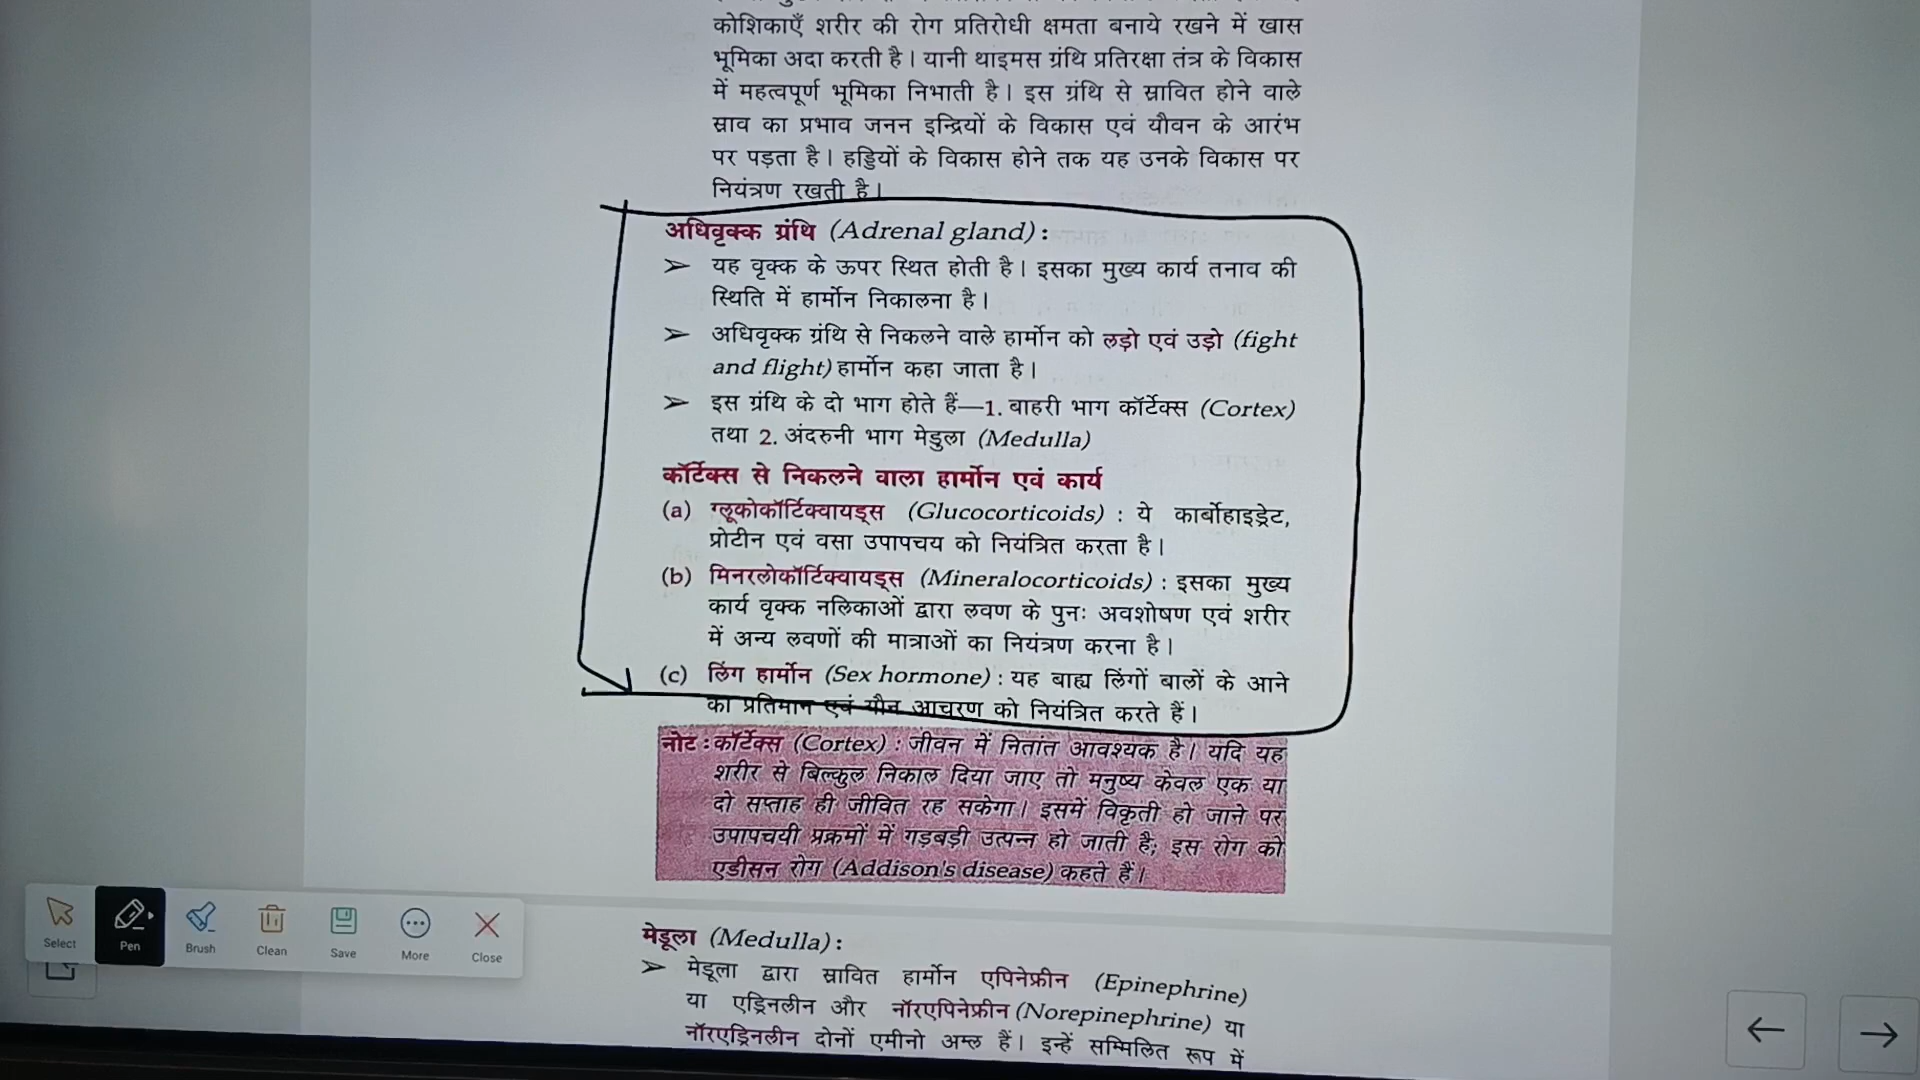 कोशिकाएँ शरीर की रोग प्रतिरोधी क्षमता बनाये रखने में खास
भूमिका अदा करती है। यानी थाइमस ग्रंथि प्रतिरक्षा तंत्र के विकास
में महत्वपूर्ण भूमिका निभाती है। इस ग्रंथि से स्रावित होने वाले
स्राव का प्रभाव जनन इन्द्रियों के विकास एवं यौवन के आरंभ
पर पड़ता है। हड्डियों के विकास होने तक यह उनके विकास पर
नियंत्रण रखती है।
अधिवृक्क ग्रंथि (Adrenal gland) :
➢ यह वृक्क के ऊपर स्थित होती है। इसका मुख्य कार्य तनाव की
स्थिति में हार्मोन निकालना है।
➢ अधिवृक्क ग्रंथि से निकलने वाले हार्मोन को लड़ो एवं उड़ो (fight
and flight) हार्मोन कहा जाता है।
➢ इस ग्रंथि के दो भाग होते हैं—1. बाहरी भाग कॉर्टेक्स (Cortex)
तथा 2. अंदरुनी भाग मेडुला (Medulla)
कॉर्टेक्स से निकलने वाला हार्मोन एवं कार्य
(a) ग्लूकोकॉर्टिक्वायड्स (Glucocorticoids) : ये कार्बोहाइड्रेट,
प्रोटीन एवं वसा उपापचय को नियंत्रित करता है।
(b) मिनरलोकॉर्टिक्वायड्स (Mineralocorticoids) : इसका मुख्य
कार्य वृक्क नलिकाओं द्वारा लवण के पुनः अवशोषण एवं शरीर
में अन्य लवणों की मात्राओं का नियंत्रण करना है।
(c) लिंग हार्मोन (Sex hormone) : यह बाह्य लिंगों बालों के आने
का प्रतिमान एवं यौन आचरण को नियंत्रित करते हैं।
नोट : कॉर्टेक्स (Cortex) : जीवन में नितांत आवश्यक है। यदि यह
शरीर से बिल्कुल निकाल दिया जाए तो मनुष्य केवल एक या
दो सप्ताह ही जीवित रह सकेगा। इसमें विकृती हो जाने पर
उपापचयी प्रक्रमों में गड़बड़ी उत्पन्न हो जाती है; इस रोग को
एडीसन रोग (Addison's disease) कहते हैं।
मेडूला (Medulla) :
➢ मेडूला द्वारा स्रावित हार्मोन एपिनेफ्रीन (Epinephrine)
या एड्रिनलीन और नॉरएपिनेफ्रीन (Norepinephrine) या
नॉरएड्रिनलीन दोनों एमीनो अम्ल हैं। इन्हें सम्मिलित रूप में
Select Pen Brush Clean Save More Close